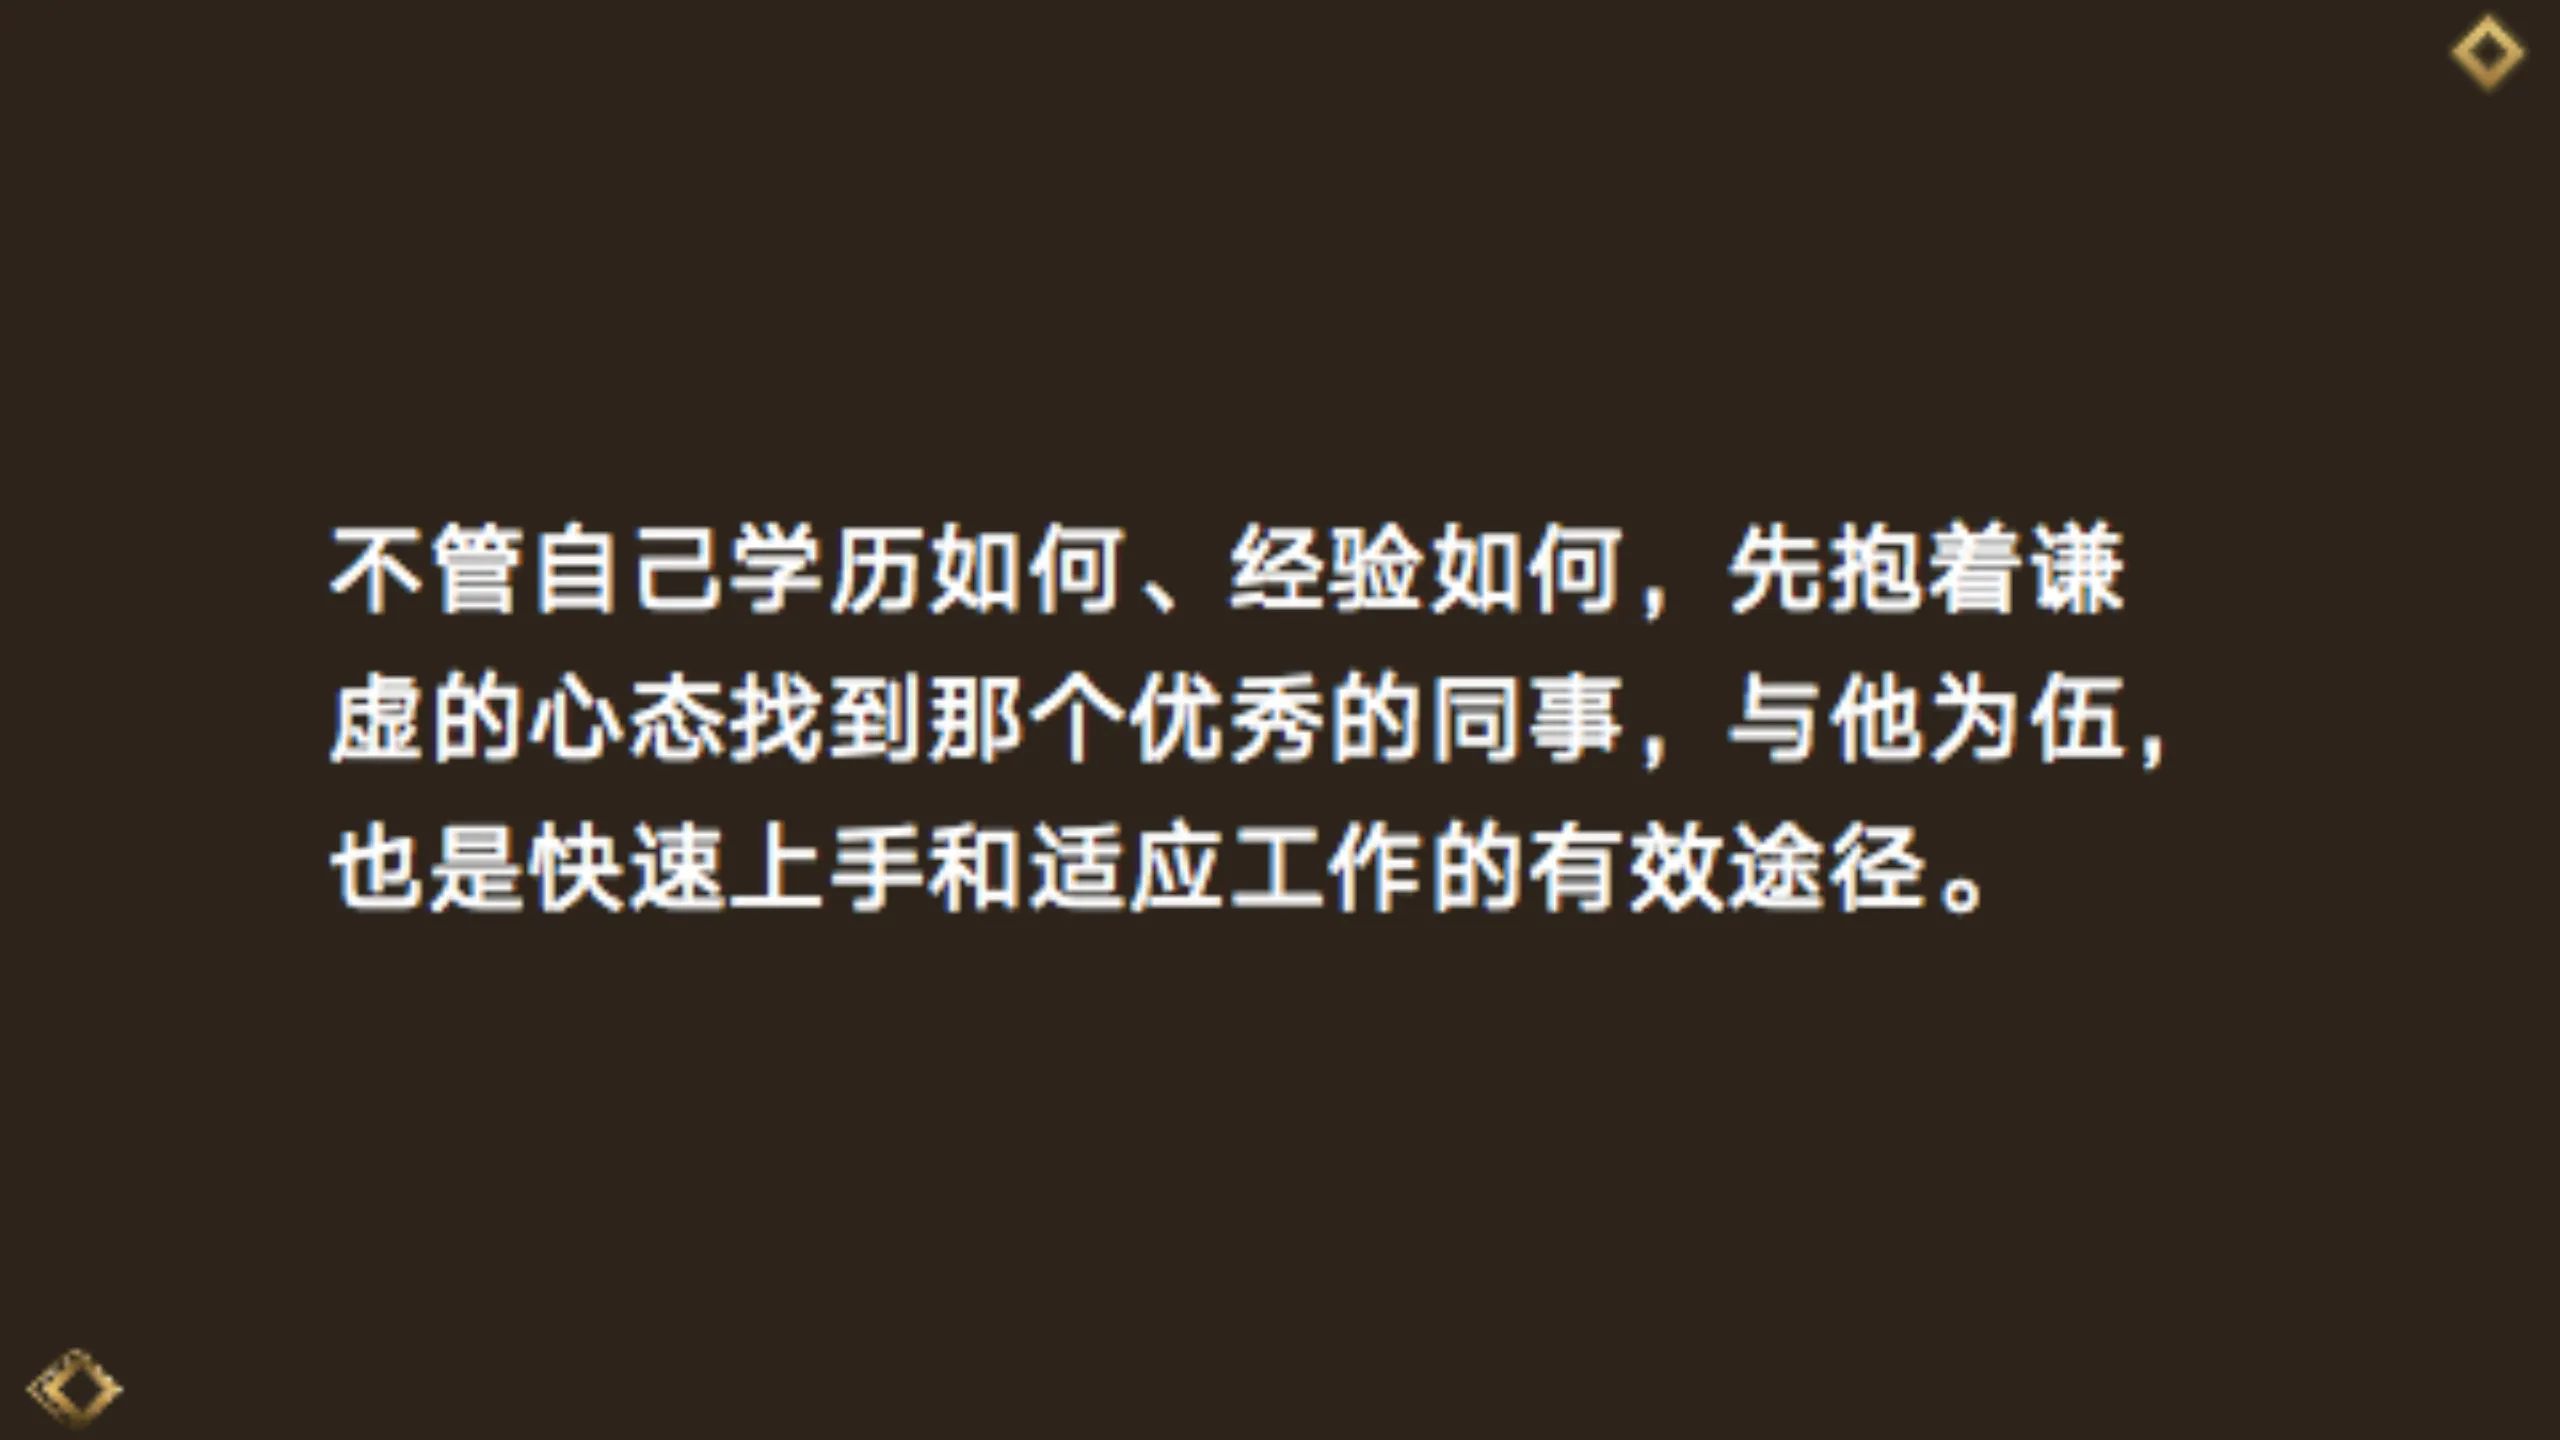 不管自己学历如何、经验如何，先抱着谦
虚的心态找到那个优秀的同事，与他为伍，
也是快速上手和适应工作的有效途径。